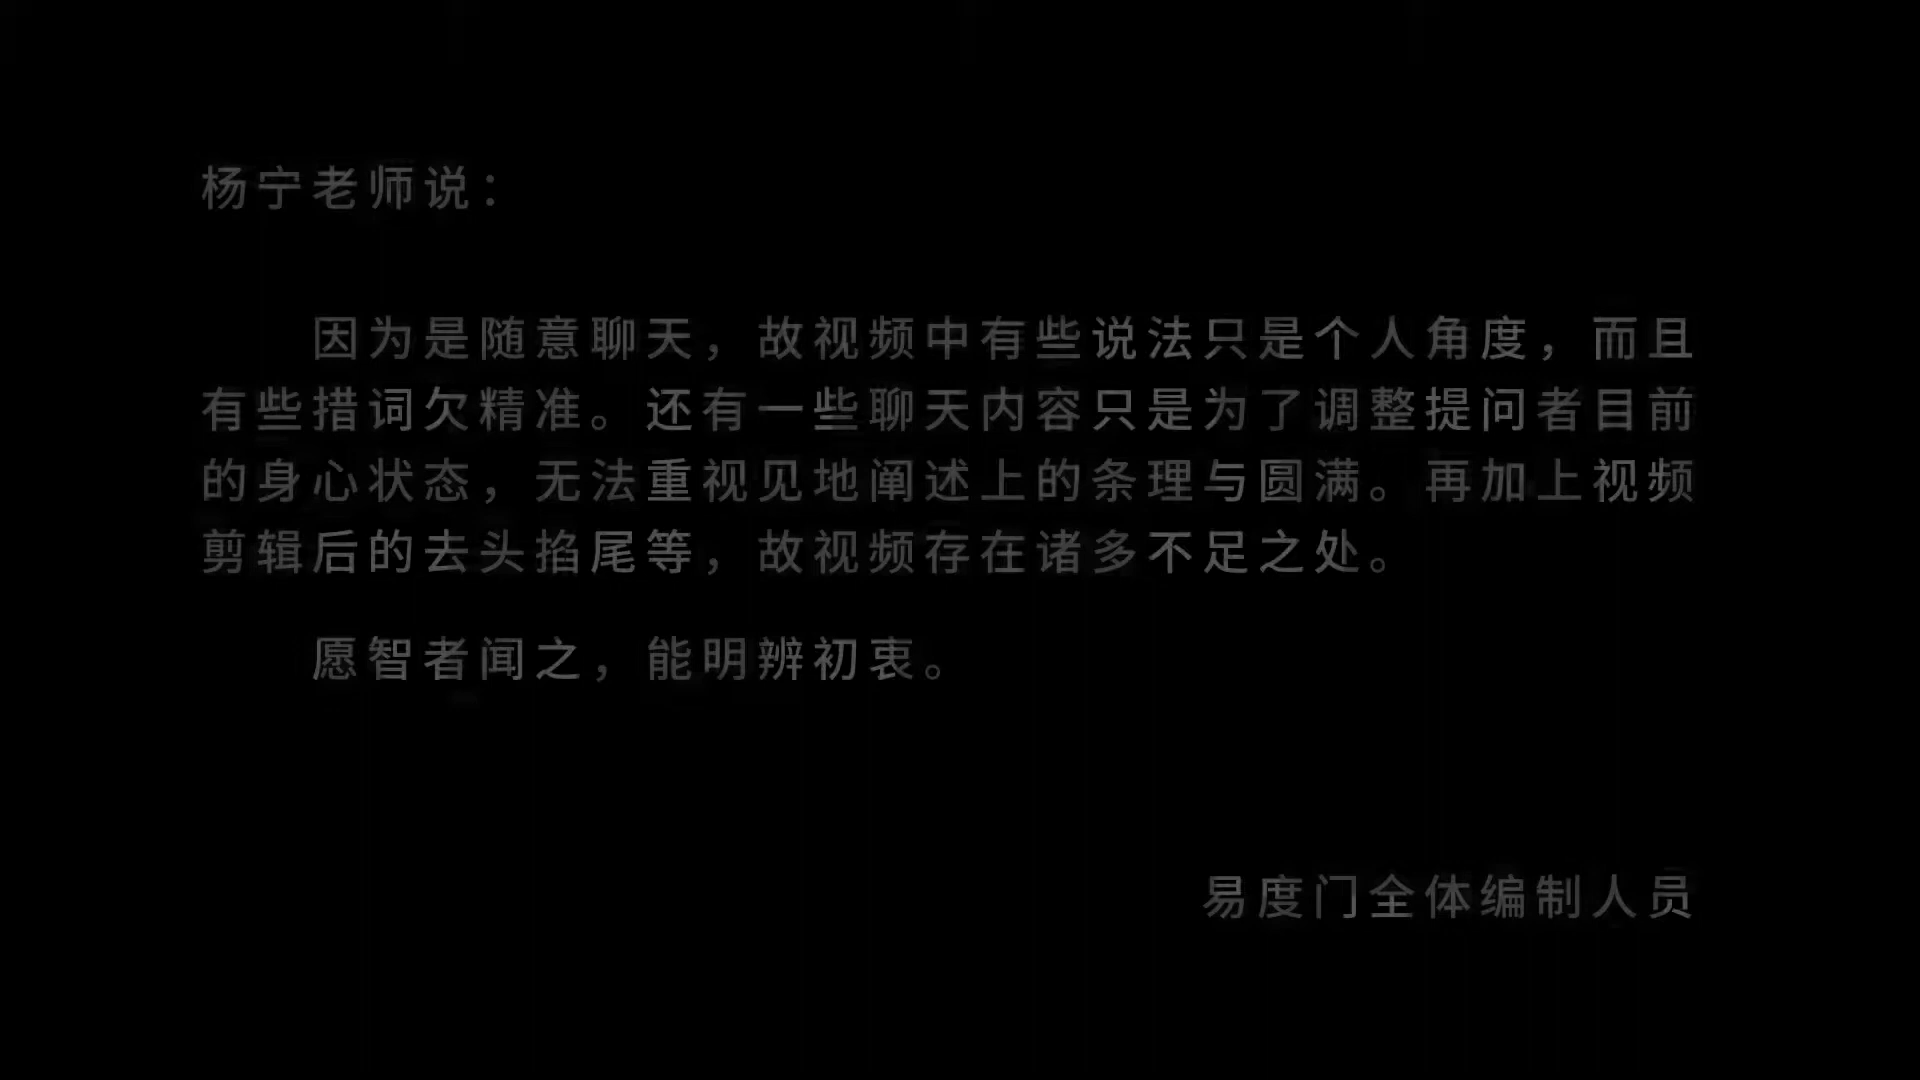 杨宁老师说：
因为是随意聊天，故视频中有些说法只是个人角度，而且
有些措词欠精准。还有一些聊天内容只是为了调整提问者目前
的身心状态，无法重视见地阐述上的条理与圆满。再加上视频
剪辑后的去头掐尾等，故视频存在诸多不足之处。
愿智者闻之，能明辨初衷。
易度门全体编制人员